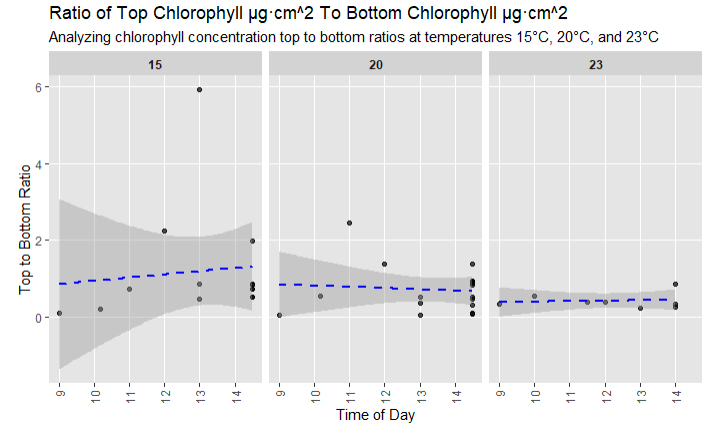 Ratio of Top Chlorophyll µg·cm^2 To Bottom Chlorophyll µg·cm^2
Analyzing chlorophyll concentration top to bottom ratios at temperatures 15°C, 20°C, and 23°C
15 20 23
Top to Bottom Ratio
6
4
2
0
9 10 11 12 13 14 9 10 11 12 13 14 9 10 11 12 13 14
Time of Day